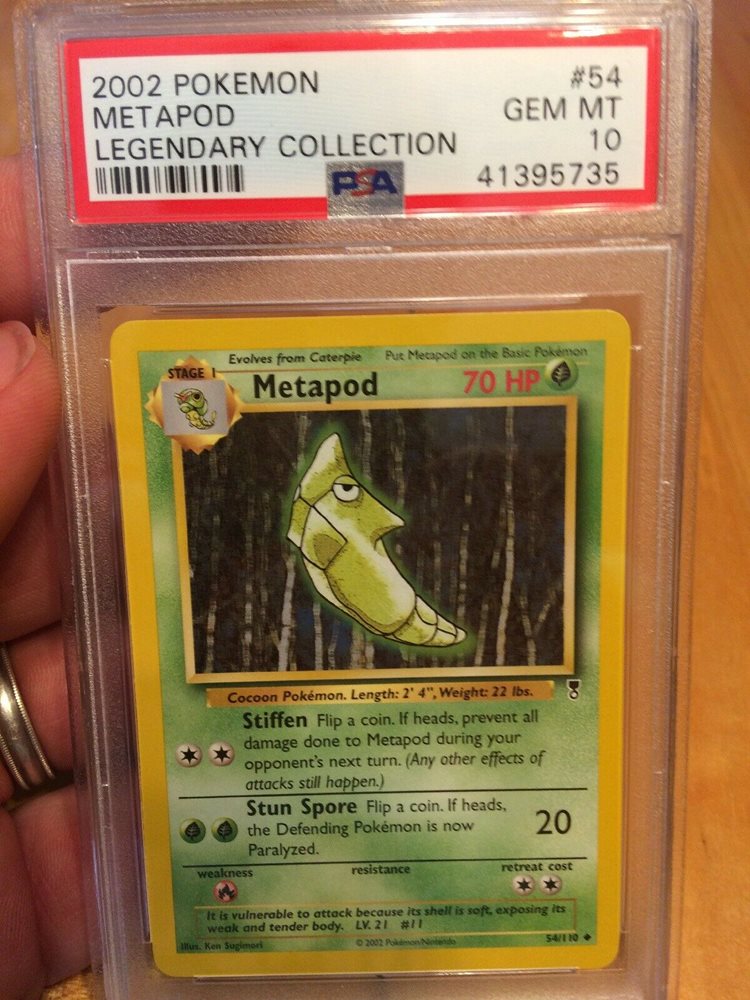 2002 POKEMON #54
METAPOD GEM MT
LEGENDARY COLLECTION 10
PSA 41395735
Evolves from Caterpie Put Metapod on the Basic Pokémon
STAGE 1 Metapod 70 HP
Cocoon Pokémon. Length: 2' 4", Weight: 22 lbs.
Stiffen Flip a coin. If heads, prevent all
damage done to Metapod during your
opponent's next turn. (Any other effects of
attacks still happen.)
Stun Spore Flip a coin. If heads,
the Defending Pokémon is now 20
Paralyzed.
weakness resistance retreat cost
It is vulnerable to attack because its shell is soft, exposing its
weak and tender body. LV. 21 #11
Illus. Ken Sugimori © 2002 Pokémon/Nintendo 54/110